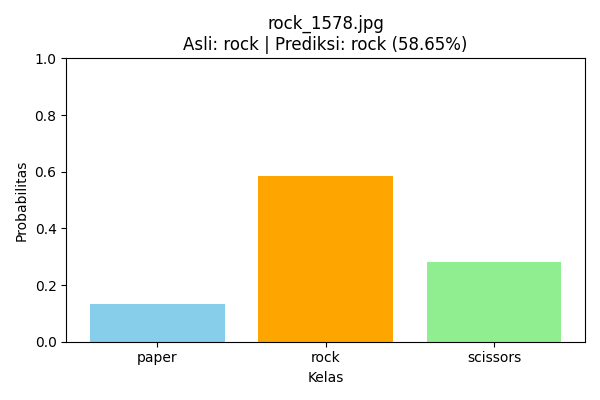 rock_1578.jpg
Asli: rock | Prediksi: rock (58.65%)
1.0
0.8
0.6
0.4
0.2
0.0
Probabilitas
paper
rock
scissors
Kelas